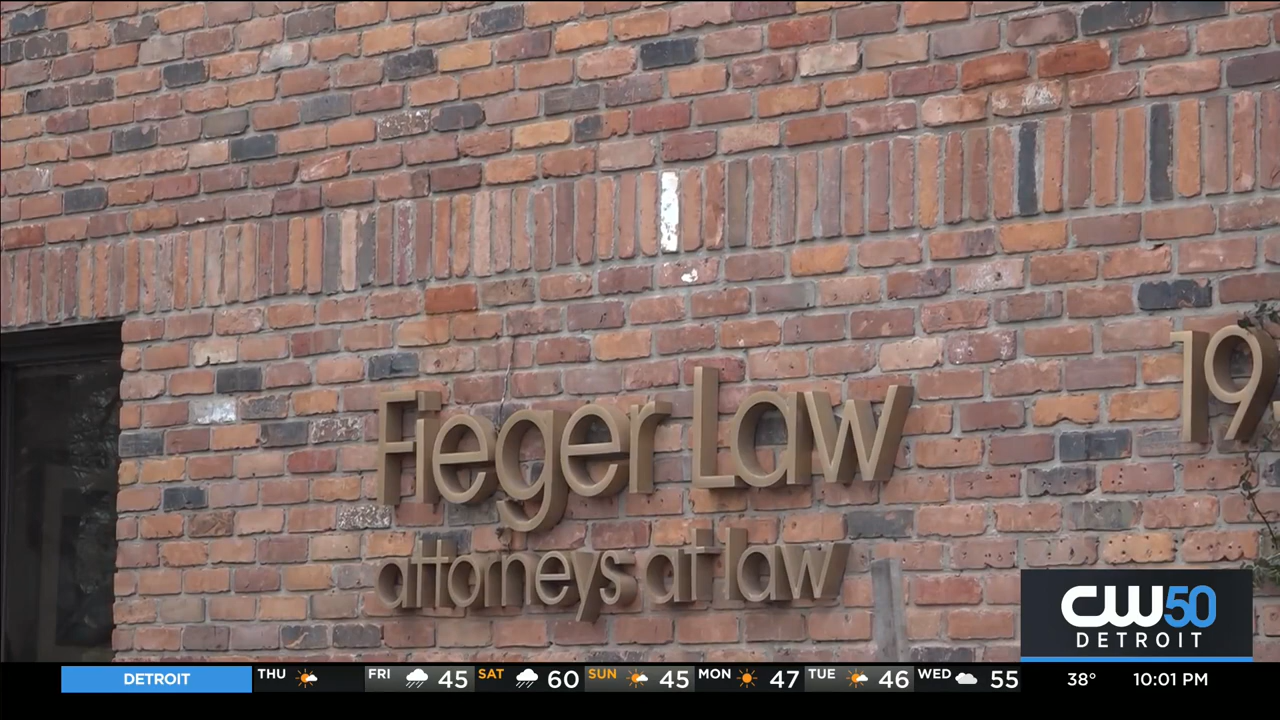 Fieger Law
attorneys at law
19
CW50
DETROIT
DETROIT THU FRI 45 SAT 60 SUN 45 MON 47 TUE 46 WED 55 38° 10:01 PM